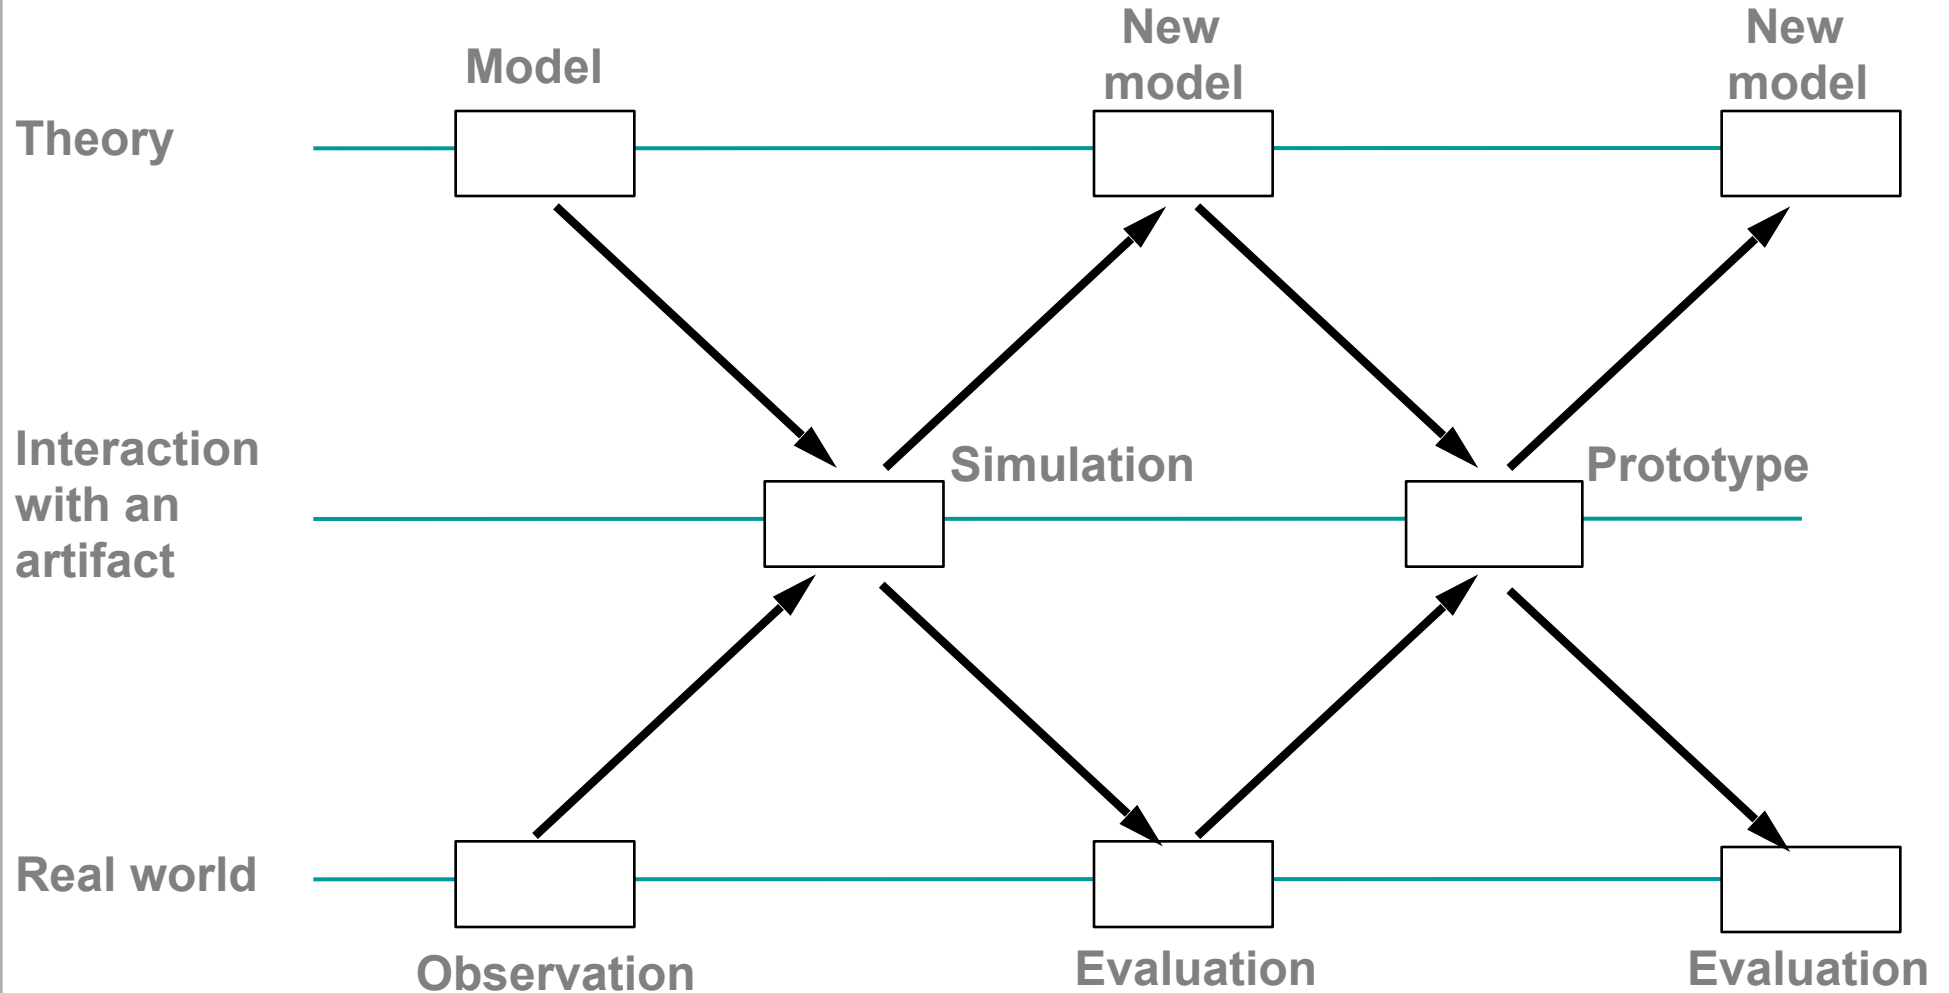 New
model
New
model
Model
Theory
Interaction
with an
artifact
Simulation
Prototype
Real world
Observation
Evaluation
Evaluation